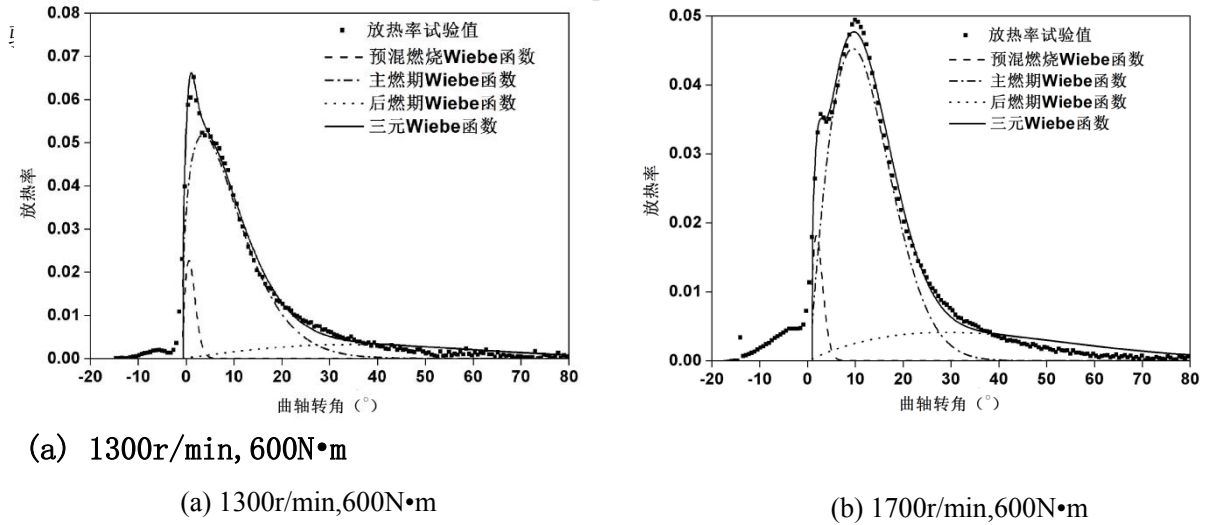 0.08
0.07
0.06
0.05
0.04
0.03
0.02
0.01
0.00
放热率
放热率试验值
预混燃烧Wiebe函数
主燃期Wiebe函数
后燃期Wiebe函数
三元Wiebe函数
-20 -10 0 10 20 30 40 50 60 70 80
曲轴转角（°）
(a) 1300r/min,600N•m
(a) 1300r/min,600N•m
0.05
0.04
0.03
0.02
0.01
0.00
放热率
放热率试验值
预混燃烧Wiebe函数
主燃期Wiebe函数
后燃期Wiebe函数
三元Wiebe函数
-20 -10 0 10 20 30 40 50 60 70 80
曲轴转角（°）
(b) 1700r/min,600N•m